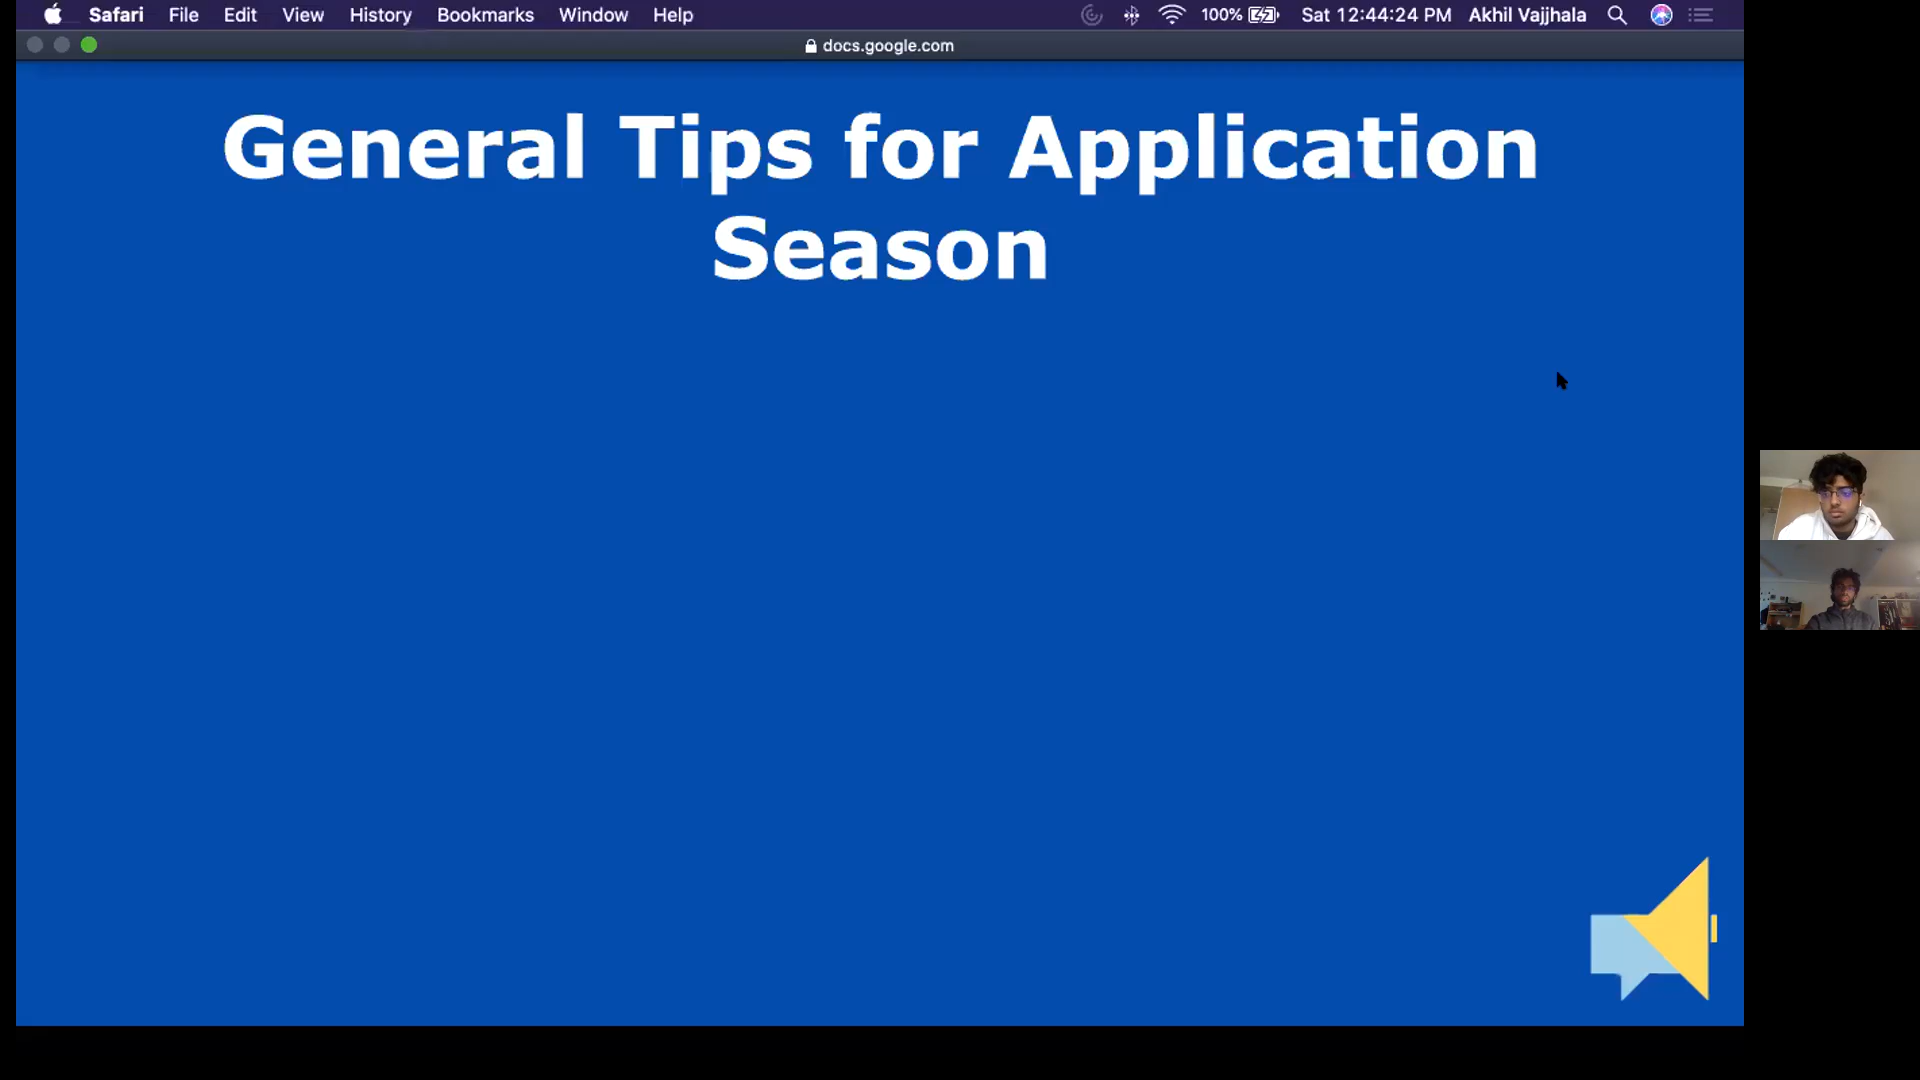 Safari File Edit View History Bookmarks Window Help 100% Sat 12:44:24 PM Akhil Vajjhala
docs.google.com
General Tips for Application
Season